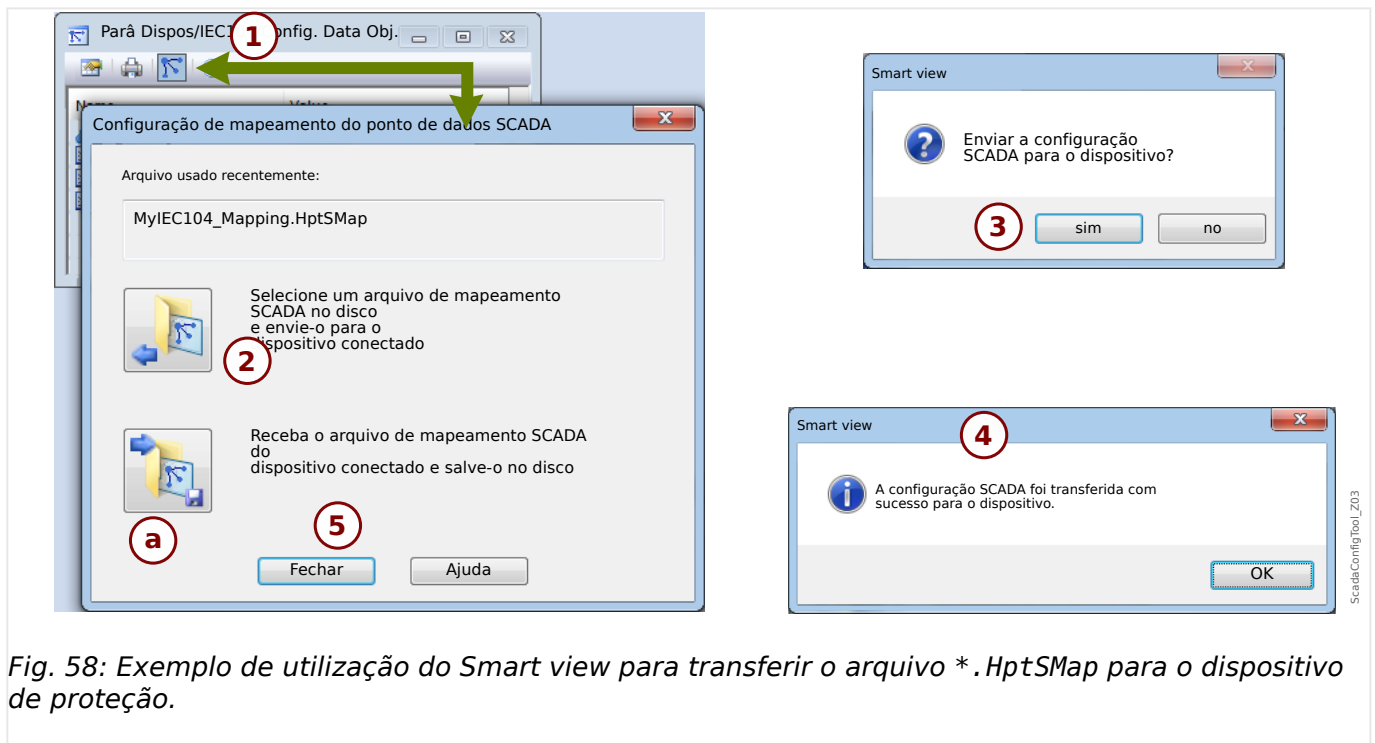 Parâ Dispos/IEC1
1
nfig. Data Obj.
Configuração de mapeamento do ponto de dados SCADA
Arquivo usado recentemente:
MyIEC104_Mapping.HptSMap
Selecione um arquivo de mapeamento
SCADA no disco
e envie-o para o
dispositivo conectado
2
Receba o arquivo de mapeamento SCADA
do
dispositivo conectado e salve-o no disco
a
5
Fechar
Ajuda
Smart view
Enviar a configuração
SCADA para o dispositivo?
3
sim
no
Smart view
4
A configuração SCADA foi transferida com
sucesso para o dispositivo.
OK
ScadaConfigTool_Z03
Fig. 58: Exemplo de utilização do Smart view para transferir o arquivo *.HptSMap para o dispositivo
de proteção.